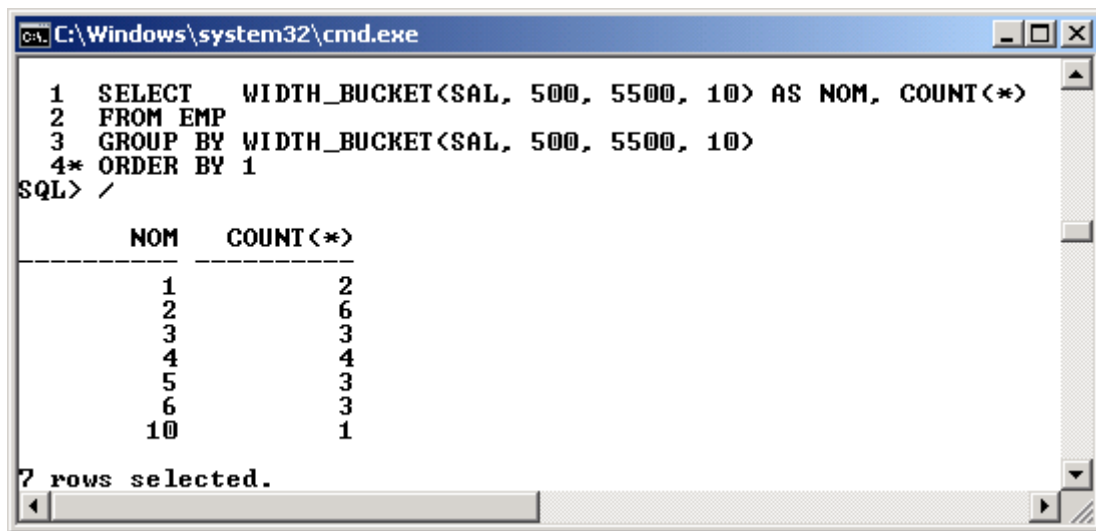 C:\Windows\system32\cmd.exe
1 SELECT WIDTH_BUCKET(SAL, 500, 5500, 10) AS NOM, COUNT(*)
2 FROM EMP
3 GROUP BY WIDTH_BUCKET(SAL, 500, 5500, 10)
4* ORDER BY 1
SQL> /
NOM COUNT(*)
---------- ----------
1 2
2 6
3 3
4 4
5 3
6 3
10 1
7 rows selected.